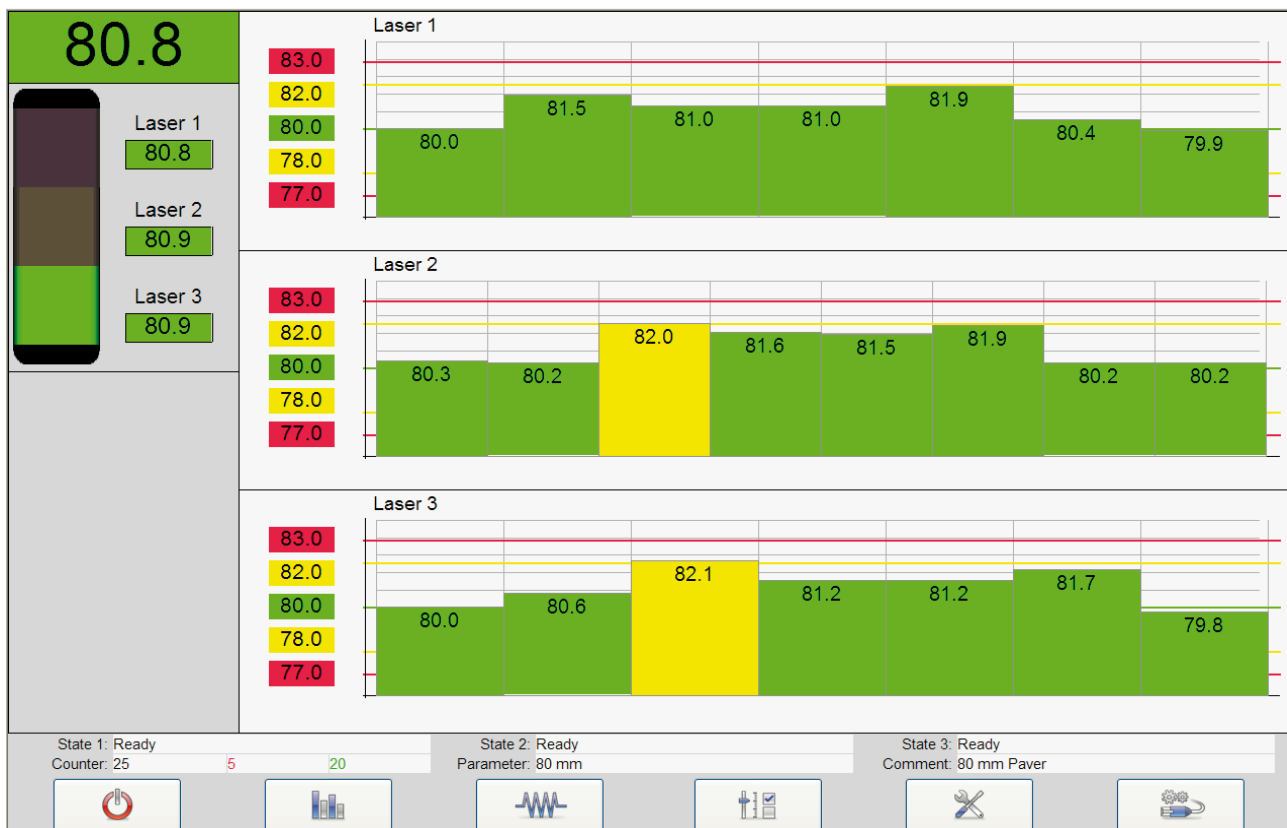 80.8
Laser 1
80.8
Laser 2
80.9
Laser 3
80.9
Laser 1
83.0
82.0
80.0
78.0
77.0
80.0 81.5 81.0 81.0 81.9 80.4 79.9
Laser 2
83.0
82.0
80.0
78.0
77.0
80.3 80.2 82.0 81.6 81.5 81.9 80.2 80.2
Laser 3
83.0
82.0
80.0
78.0
77.0
80.0 80.6 82.1 81.2 81.2 81.7 79.8
State 1: Ready State 2: Ready State 3: Ready
Counter: 25 5 20 Parameter: 80 mm Comment: 80 mm Paver